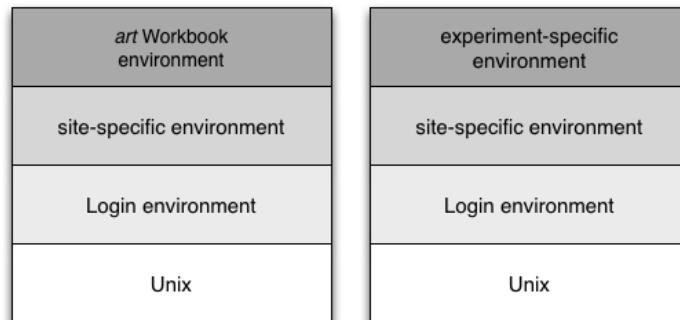 art Workbook
environment
site-specific environment
Login environment
Unix
experiment-specific
environment
site-specific environment
Login environment
Unix